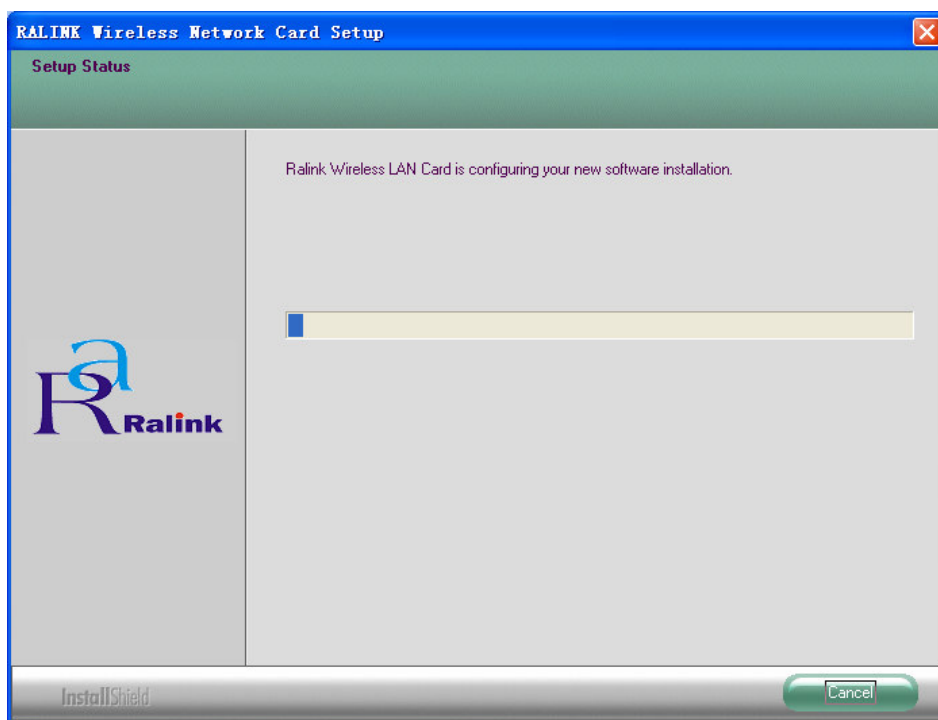 RALINK Wireless Network Card Setup
Setup Status
Ralink Wireless LAN Card is configuring your new software installation.
Ra
Ralink
InstallShield
Cancel